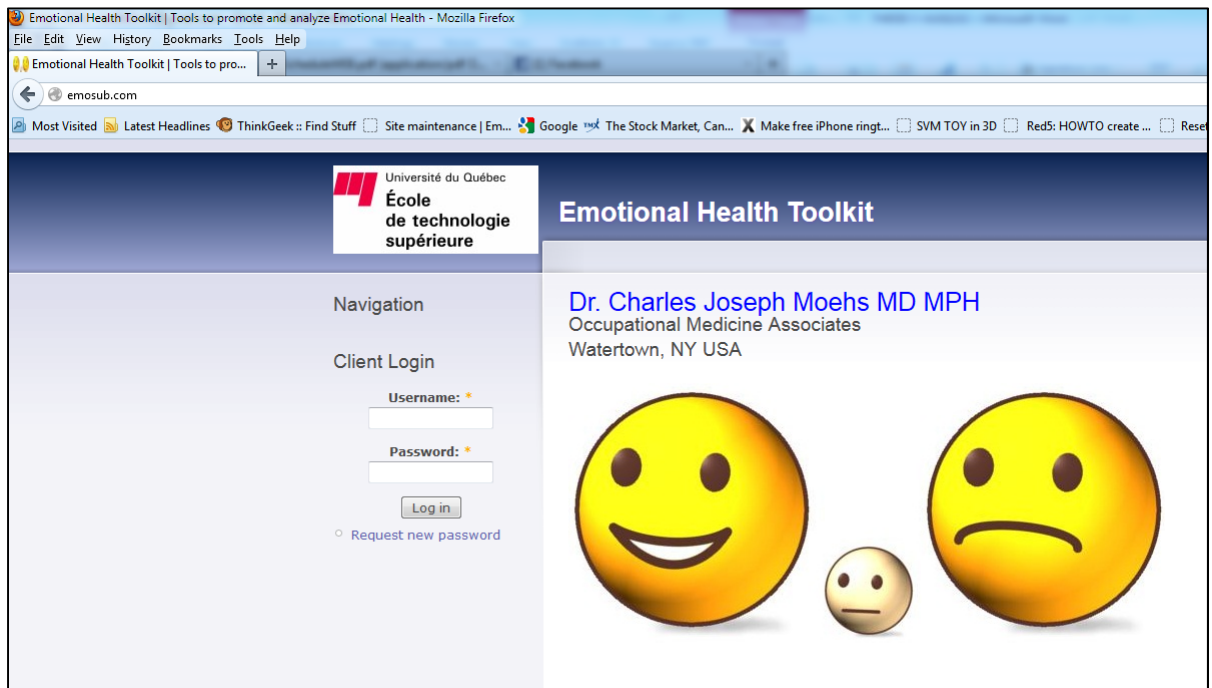 Emotional Health Toolkit | Tools to promote and analyze Emotional Health - Mozilla Firefox
File Edit View History Bookmarks Tools Help
Emotional Health Toolkit | Tools to pro... +
emosub.com
Most Visited Latest Headlines ThinkGeek :: Find Stuff Site maintenance | Em... Google The Stock Market, Can... Make free iPhone ringt... SVM TOY in 3D Red5: HOWTO create ... Reset
Université du Québec
École
de technologie
supérieure
Emotional Health Toolkit
Navigation
Dr. Charles Joseph Moehs MD MPH
Occupational Medicine Associates
Watertown, NY USA
Client Login
Username: *
Password: *
Log in
Request new password